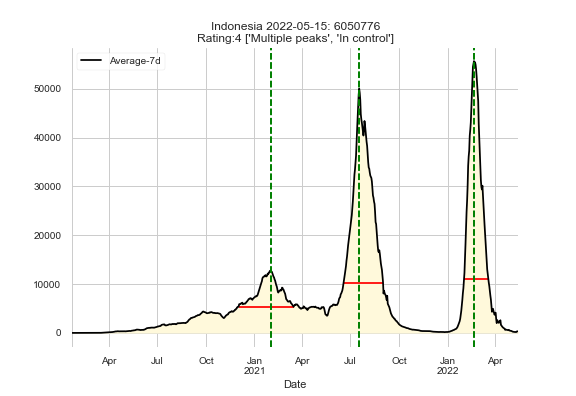 Indonesia 2022-05-15: 6050776
Rating:4 ['Multiple peaks', 'In control']
Average-7d
50000
40000
30000
20000
10000
0
Apr Jul Oct Jan Apr Jul Oct Jan Apr
2021 2022
Date